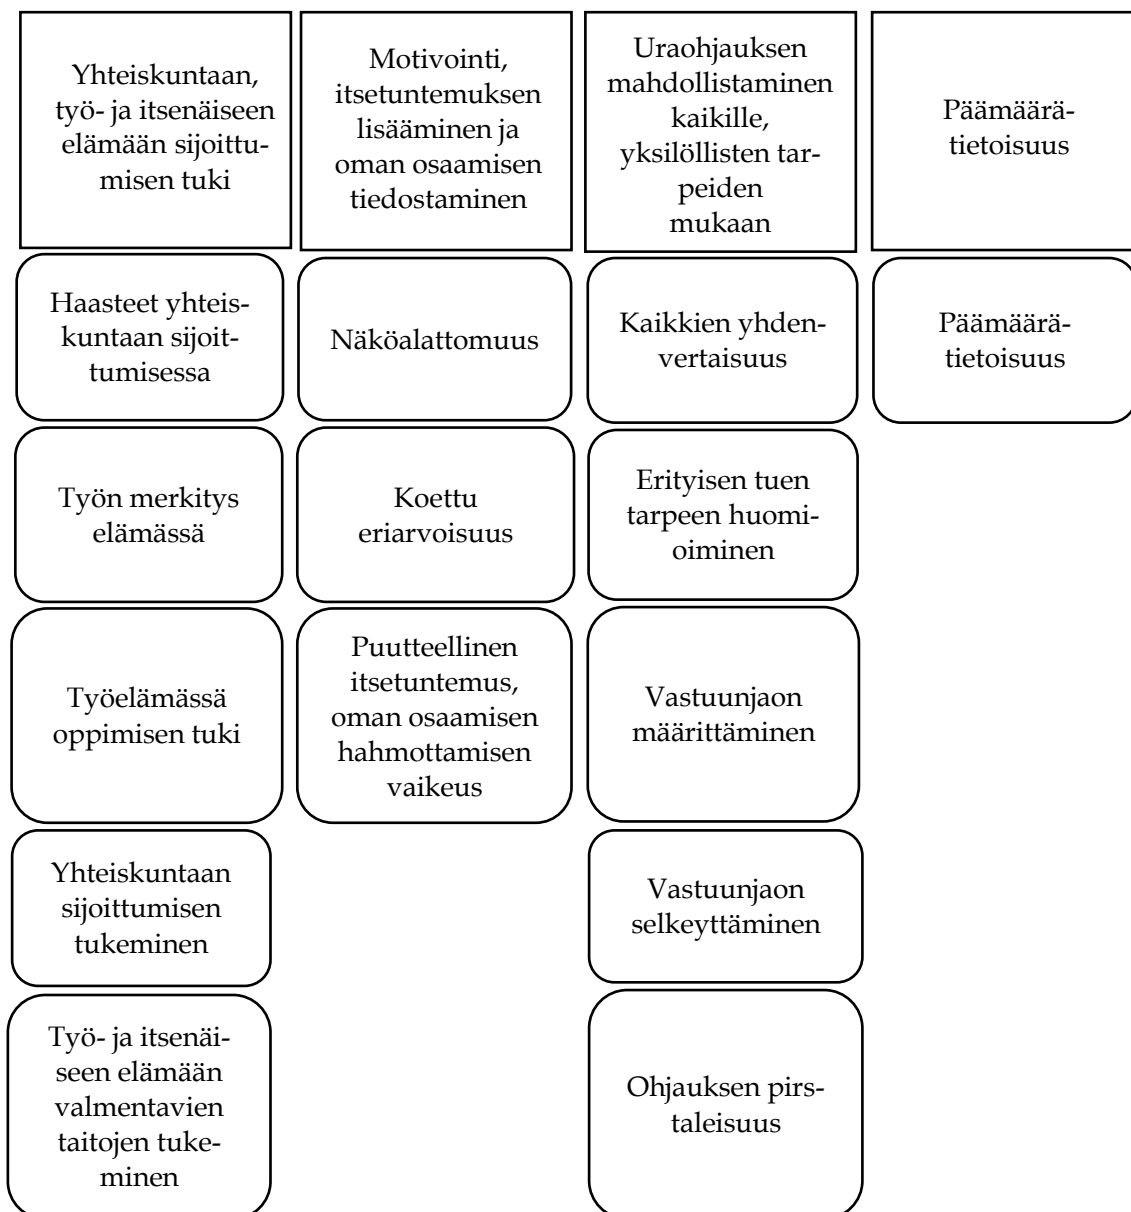 Yhteiskuntaan,
työ- ja itsenäiseen
elämään sijoittu-
misen tuki
Motivointi,
itsetuntemuksen
lisääminen ja
oman osaamisen
tiedostaminen
Uraohjauksen
mahdollistaminen
kaikille,
yksilöllisten tar-
peiden
mukaan
Päämäärä-
tietoisuus
Haasteet yhteis-
kuntaan sijoit-
tumisessa
Näköalattomuus
Kaikkien yhden-
vertaisuus
Päämäärä-
tietoisuus
Työn merkitys
elämässä
Koettu
eriarvoisuus
Erityisen tuen
tarpeen huomi-
oiminen
Työelämässä
oppimisen tuki
Puutteellinen
itsetuntemus,
oman osaamisen
hahmottamisen
vaikeus
Vastuunjaon
määrittäminen
Yhteiskuntaan
sijoittumisen
tukeminen
Vastuunjaon
selkeyttäminen
Työ- ja itsenäi-
seen elämään
valmentavien
taitojen tuke-
minen
Ohjauksen pirs-
taleisuus